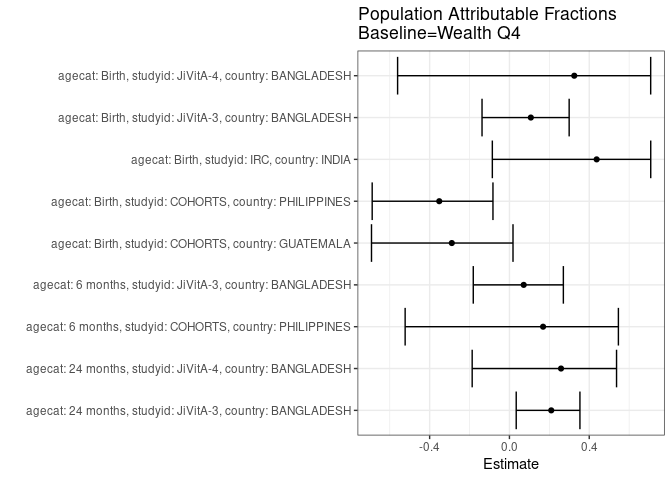 Population Attributable Fractions
Baseline=Wealth Q4
agecat: Birth, studyid: JiVitA-4, country: BANGLADESH
agecat: Birth, studyid: JiVitA-3, country: BANGLADESH
agecat: Birth, studyid: IRC, country: INDIA
agecat: Birth, studyid: COHORTS, country: PHILIPPINES
agecat: Birth, studyid: COHORTS, country: GUATEMALA
agecat: 6 months, studyid: JiVitA-3, country: BANGLADESH
agecat: 6 months, studyid: COHORTS, country: PHILIPPINES
agecat: 24 months, studyid: JiVitA-4, country: BANGLADESH
agecat: 24 months, studyid: JiVitA-3, country: BANGLADESH
-0.4 0.0 0.4
Estimate